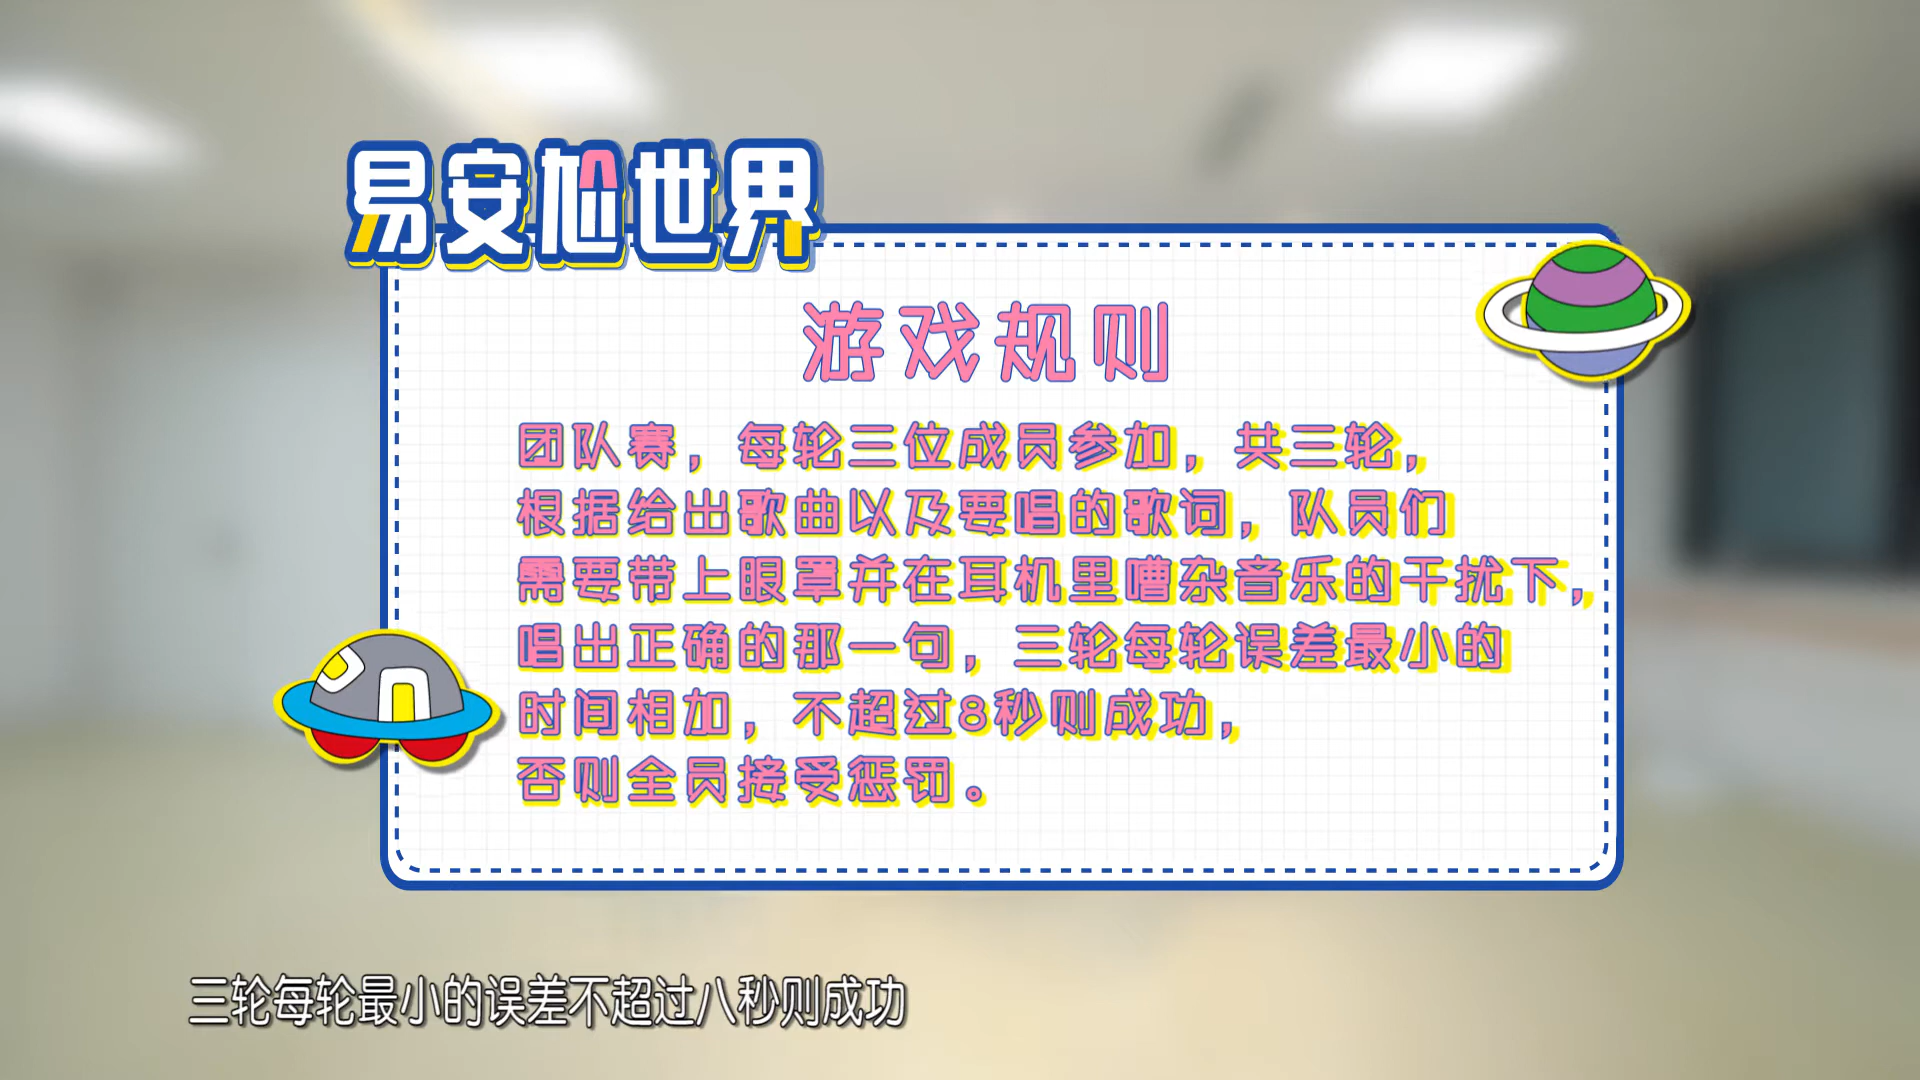 易安尬世界
游戏规则
团队赛，每轮三位成员参加，共三轮，
根据给出歌曲以及要唱的歌词，队员们
需要带上眼罩并在耳机里嘈杂音乐的干扰下，
唱出正确的那一句，三轮每轮误差最小的
时间相加，不超过8秒则成功，
否则全员接受惩罚。
三轮每轮最小的误差不超过八秒则成功